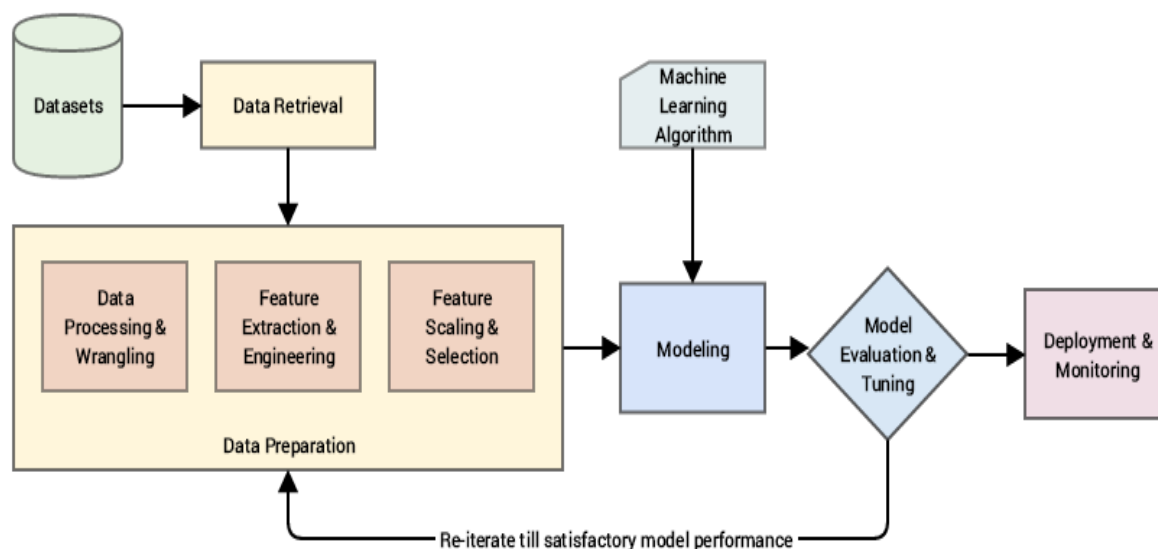 Datasets
Data Retrieval
Machine
Learning
Algorithm
Data
Processing &
Wrangling
Feature
Extraction &
Engineering
Feature
Scaling &
Selection
Data Preparation
Modeling
Model
Evaluation &
Tuning
Deployment &
Monitoring
Re-iterate till satisfactory model performance